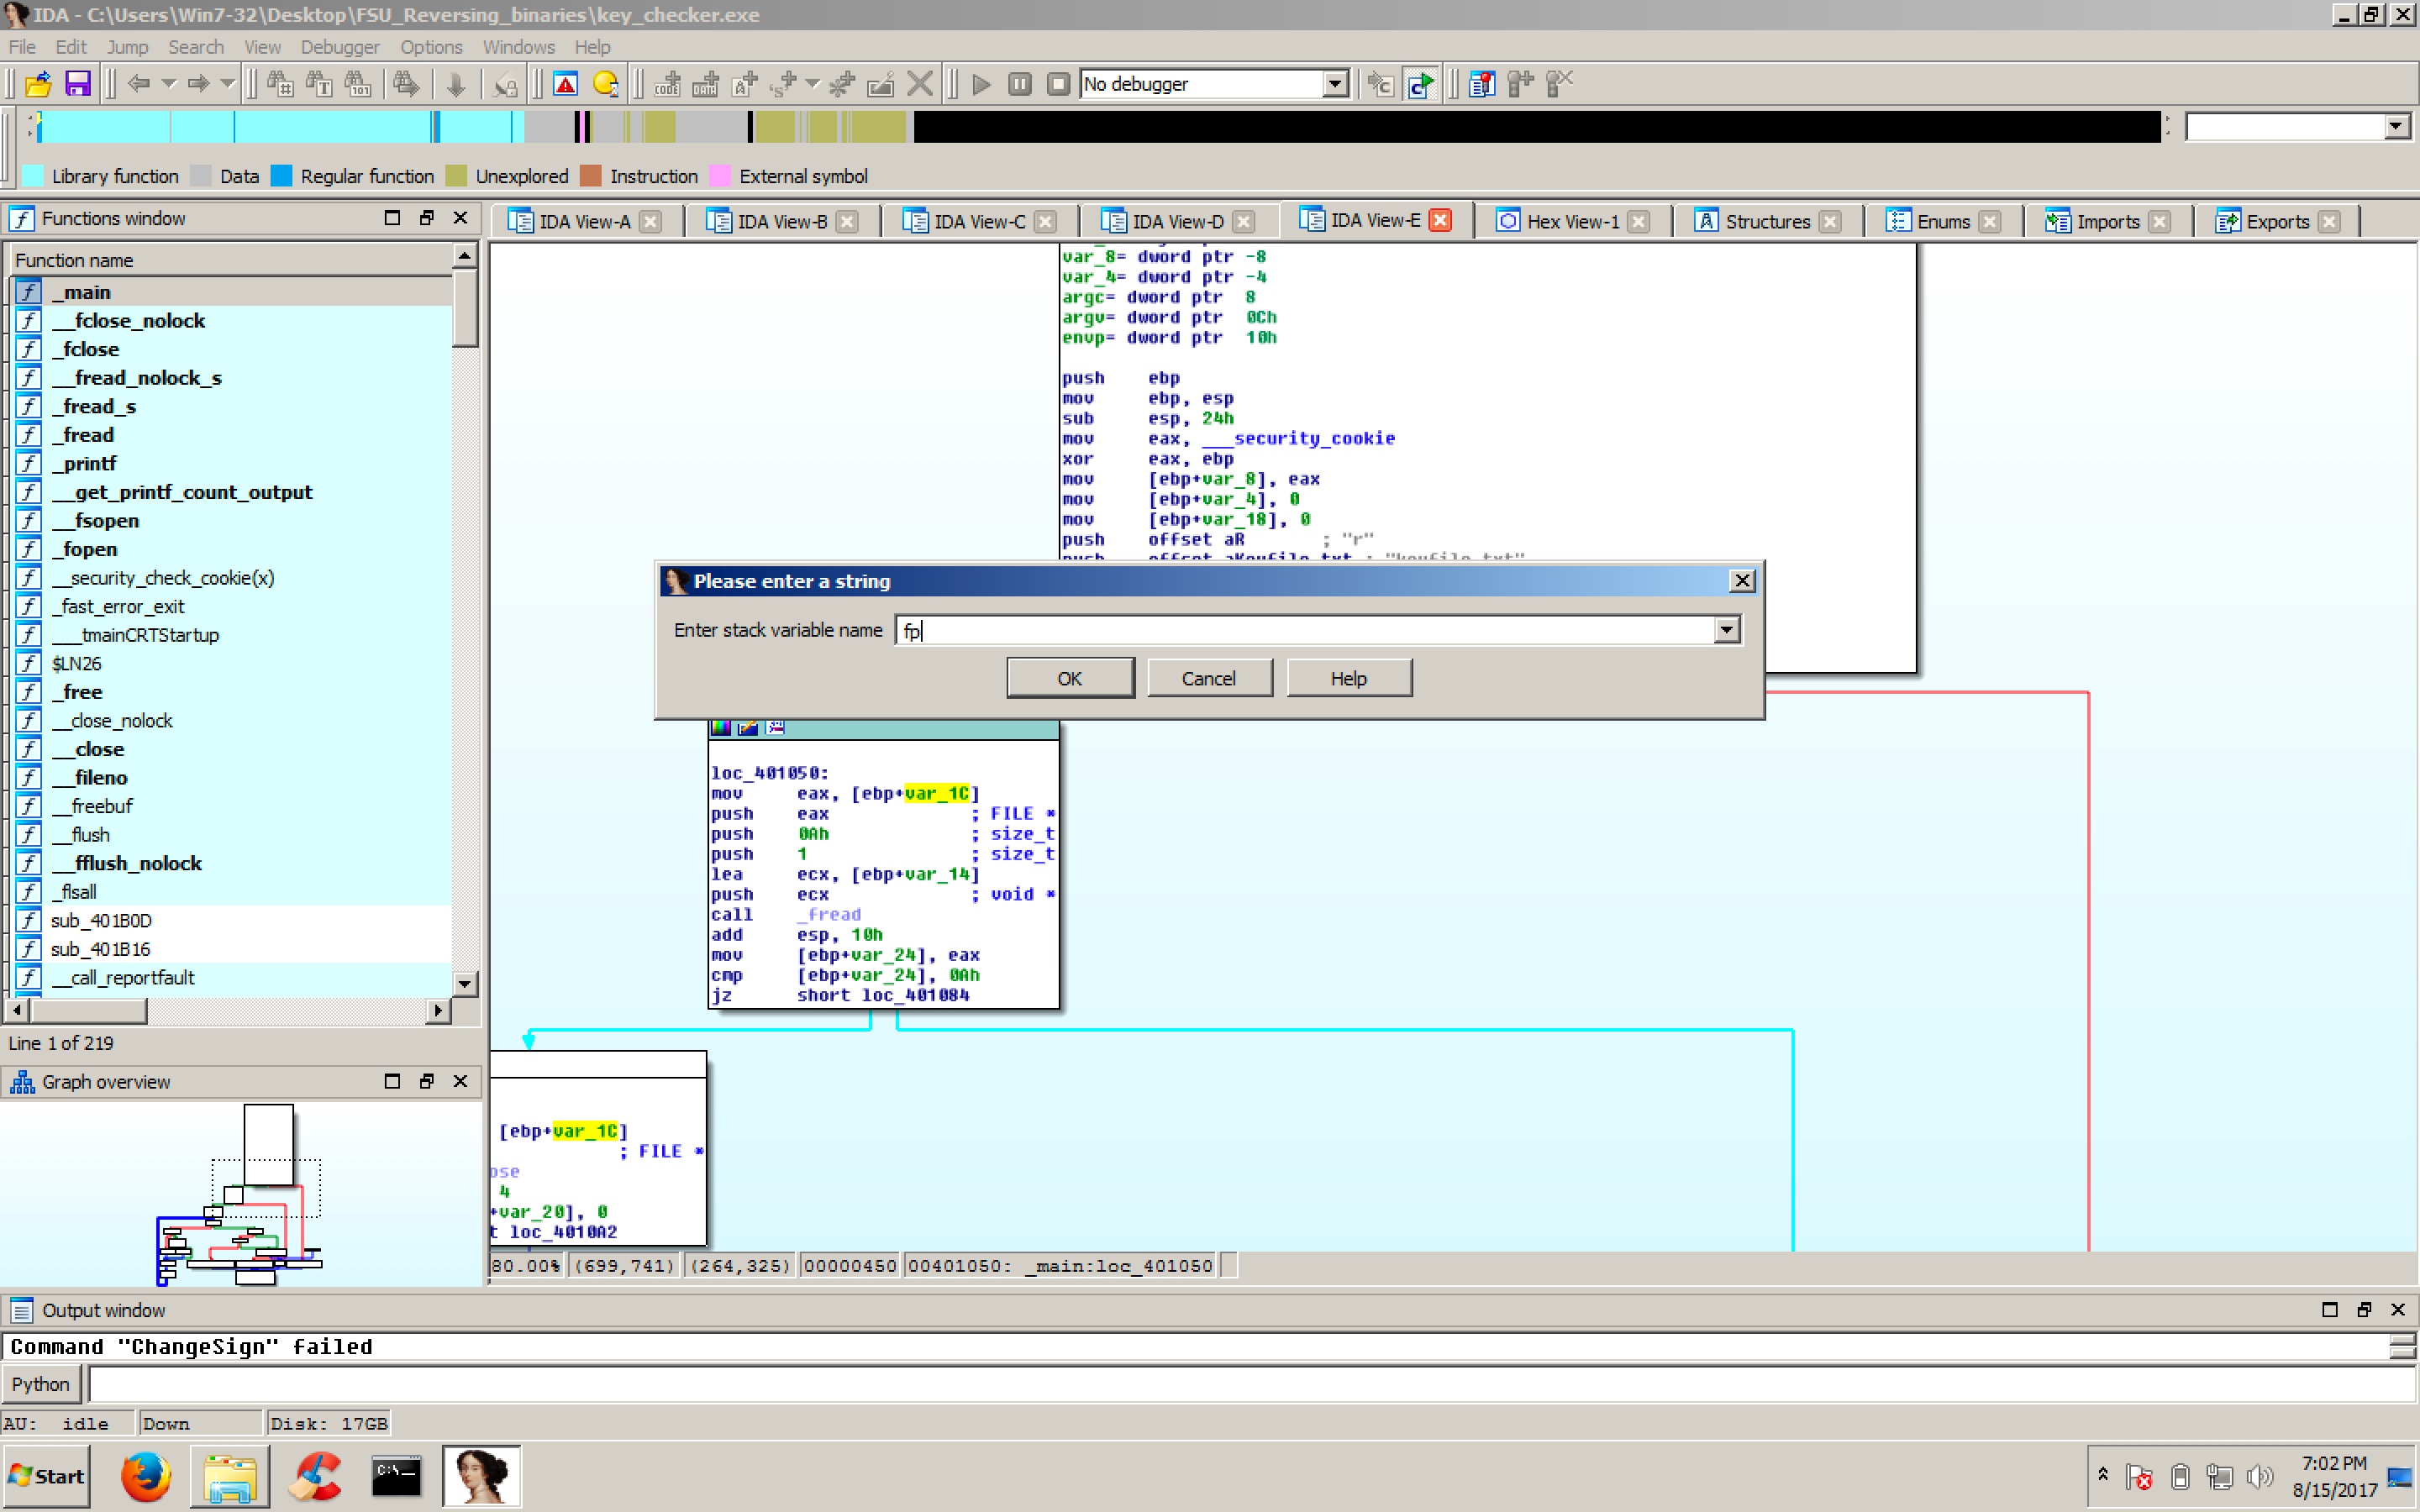 IDA - C:\Users\Win7-32\Desktop\FSU_Reversing_binaries\key_checker.exe
File Edit Jump Search View Debugger Options Windows Help
No debugger
Library function Data Regular function Unexplored Instruction External symbol
Functions window
IDA View-A IDA View-B IDA View-C IDA View-D IDA View-E Hex View-1 Structures Enums Imports Exports
Function name
_main
__fclose_nolock
_fclose
__fread_nolock_s
_fread_s
_fread
_printf
__get_printf_count_output
__fsopen
_fopen
__security_check_cookie(x)
_fast_error_exit
___tmainCRTStartup
$LN26
_free
__close_nolock
__close
__fileno
__freebuf
__flush
__fflush_nolock
_flsall
sub_401B0D
sub_401B16
__call_reportfault
Line 1 of 219
Graph overview
var_8= dword ptr -8
var_4= dword ptr -4
argc= dword ptr 8
argv= dword ptr 0Ch
envp= dword ptr 10h
push ebp
mov ebp, esp
sub esp, 24h
mov eax, ___security_cookie
xor eax, ebp
mov [ebp+var_8], eax
mov [ebp+var_4], 0
mov [ebp+var_18], 0
push offset aR ; "r"
push offset aKeyfile_txt ; "keyfile.txt"
Please enter a string
Enter stack variable name fp
OK Cancel Help
loc_401050:
mov eax, [ebp+var_1C]
push eax ; FILE *
push 0Ah ; size_t
push 1 ; size_t
lea ecx, [ebp+var_14]
push ecx ; void *
call _fread
add esp, 10h
mov [ebp+var_24], eax
cmp [ebp+var_24], 0Ah
jz short loc_401084
[ebp+var_1C]
; FILE *
ose
4
+var_20], 0
t loc_4010A2
80.00% (699,741) (264,325) 00000450 00401050: _main:loc_401050
Output window
Command "ChangeSign" failed
Python
AU: idle Down Disk: 17GB
Start
C:\_
7:02 PM
8/15/2017